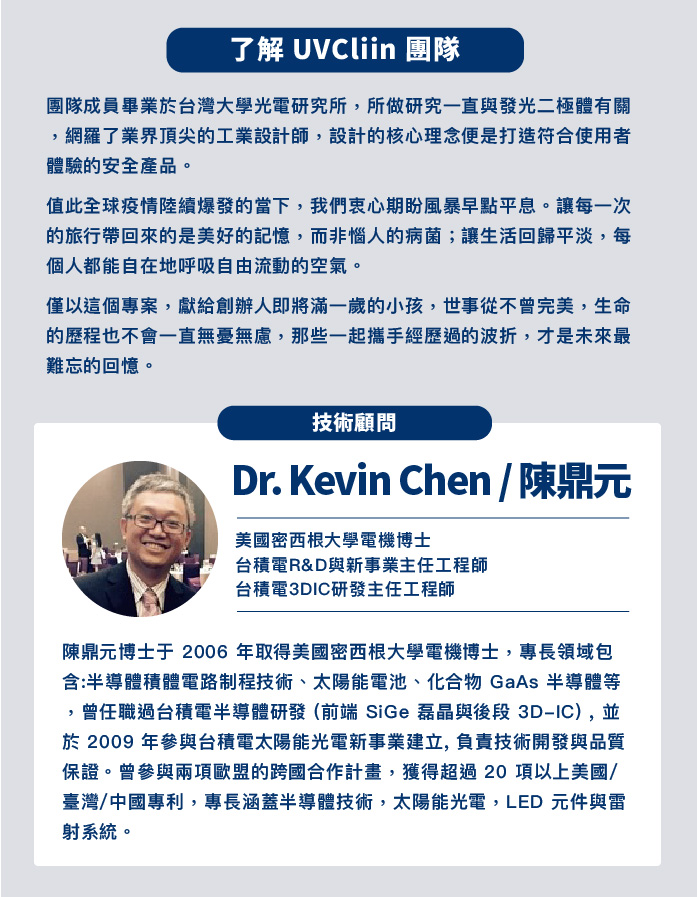 了解 UVCliin 團隊
團隊成員畢業於台灣大學光電研究所，所做研究一直與發光二極體有關
，網羅了業界頂尖的工業設計師，設計的核心理念便是打造符合使用者
體驗的安全產品。
值此全球疫情陸續爆發的當下，我們衷心期盼風暴早點平息。讓每一次
的旅行帶回來的是美好的記憶，而非惱人的病菌；讓生活回歸平淡，每
個人都能自在地呼吸自由流動的空氣。
僅以這個專案，獻給創辦人即將滿一歲的小孩，世事從不曾完美，生命
的歷程也不會一直無憂無慮，那些一起攜手經歷過的波折，才是未來最
難忘的回憶。
技術顧問
Dr. Kevin Chen / 陳鼎元
美國密西根大學電機博士
台積電R&D與新事業主任工程師
台積電3DIC研發主任工程師
陳鼎元博士于 2006 年取得美國密西根大學電機博士，專長領域包
含:半導體積體電路制程技術、太陽能電池、化合物 GaAs 半導體等
，曾任職過台積電半導體研發 (前端 SiGe 磊晶與後段 3D-IC) , 並
於 2009 年參與台積電太陽能光電新事業建立, 負責技術開發與品質
保證。曾參與兩項歐盟的跨國合作計畫，獲得超過 20 項以上美國/
臺灣/中國專利，專長涵蓋半導體技術，太陽能光電，LED 元件與雷
射系統。